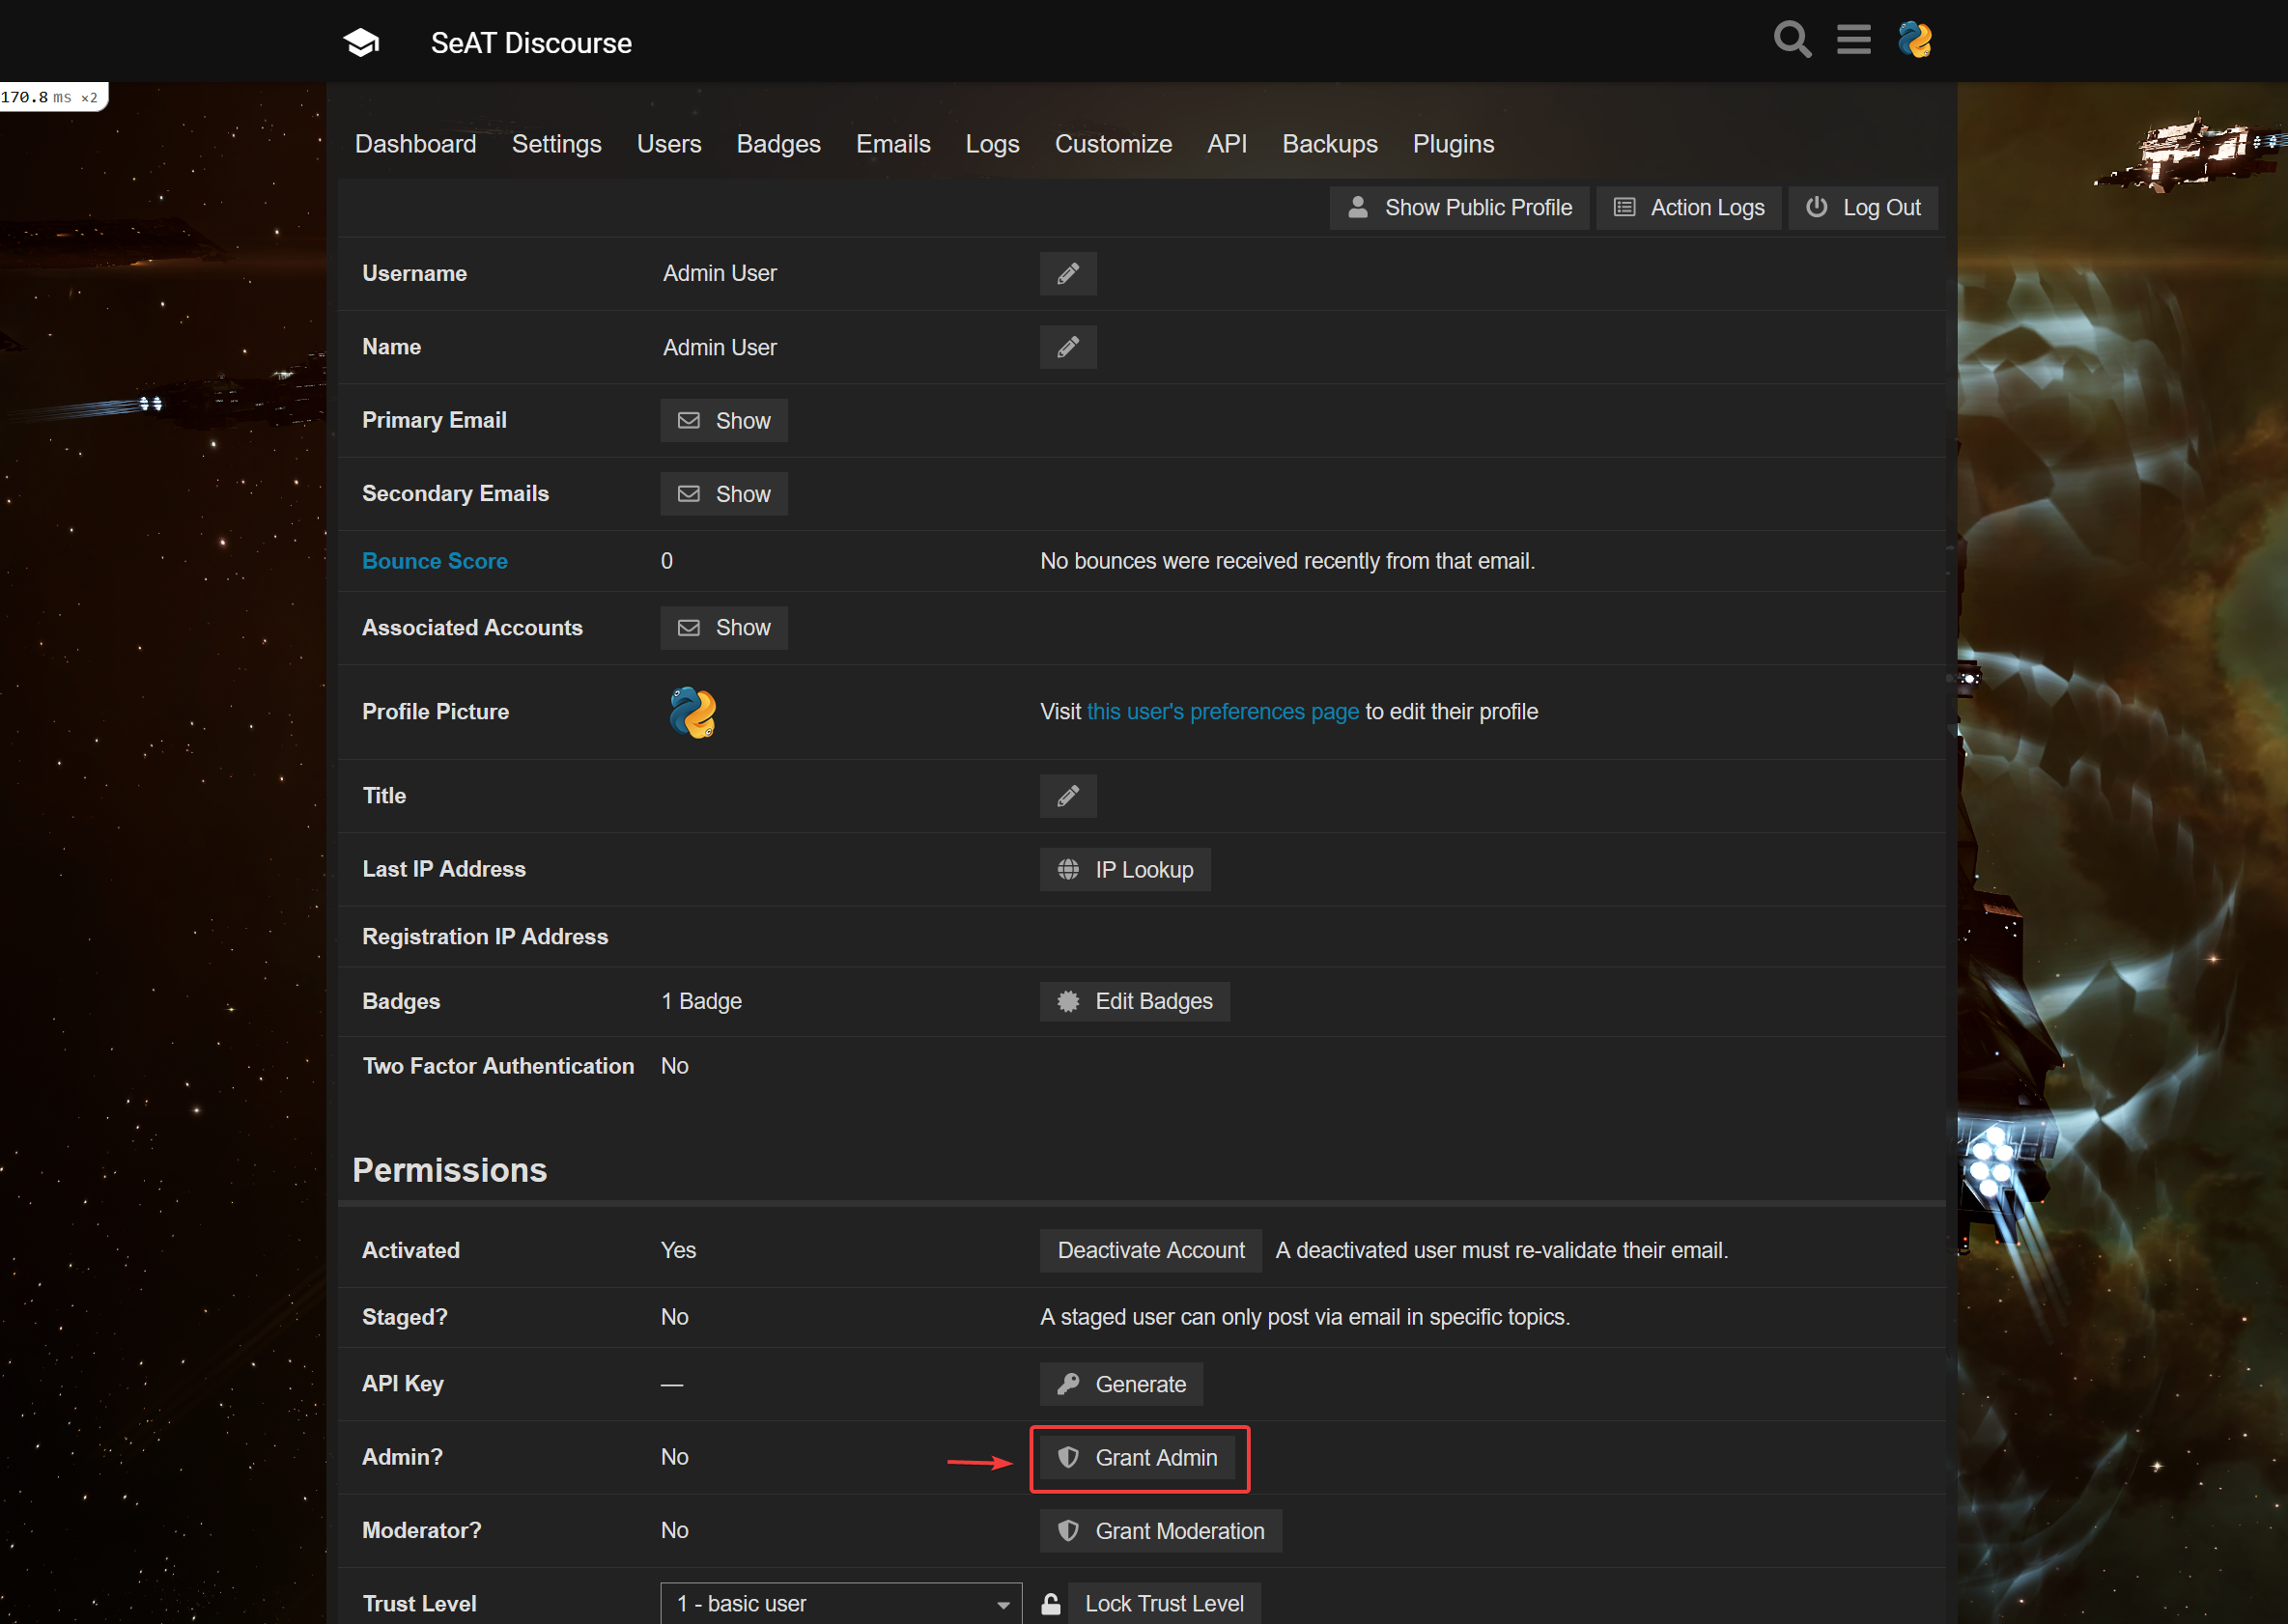 SeAT Discourse
170.8 ms ×2
Dashboard Settings Users Badges Emails Logs Customize API Backups Plugins
Show Public Profile Action Logs Log Out
Username Admin User
Name Admin User
Primary Email Show
Secondary Emails Show
Bounce Score 0 No bounces were received recently from that email.
Associated Accounts Show
Profile Picture Visit this user's preferences page to edit their profile
Title
Last IP Address IP Lookup
Registration IP Address
Badges 1 Badge Edit Badges
Two Factor Authentication No
Permissions
Activated Yes Deactivate Account A deactivated user must re-validate their email.
Staged? No A staged user can only post via email in specific topics.
API Key — Generate
Admin? No Grant Admin
Moderator? No Grant Moderation
Trust Level 1 - basic user Lock Trust Level